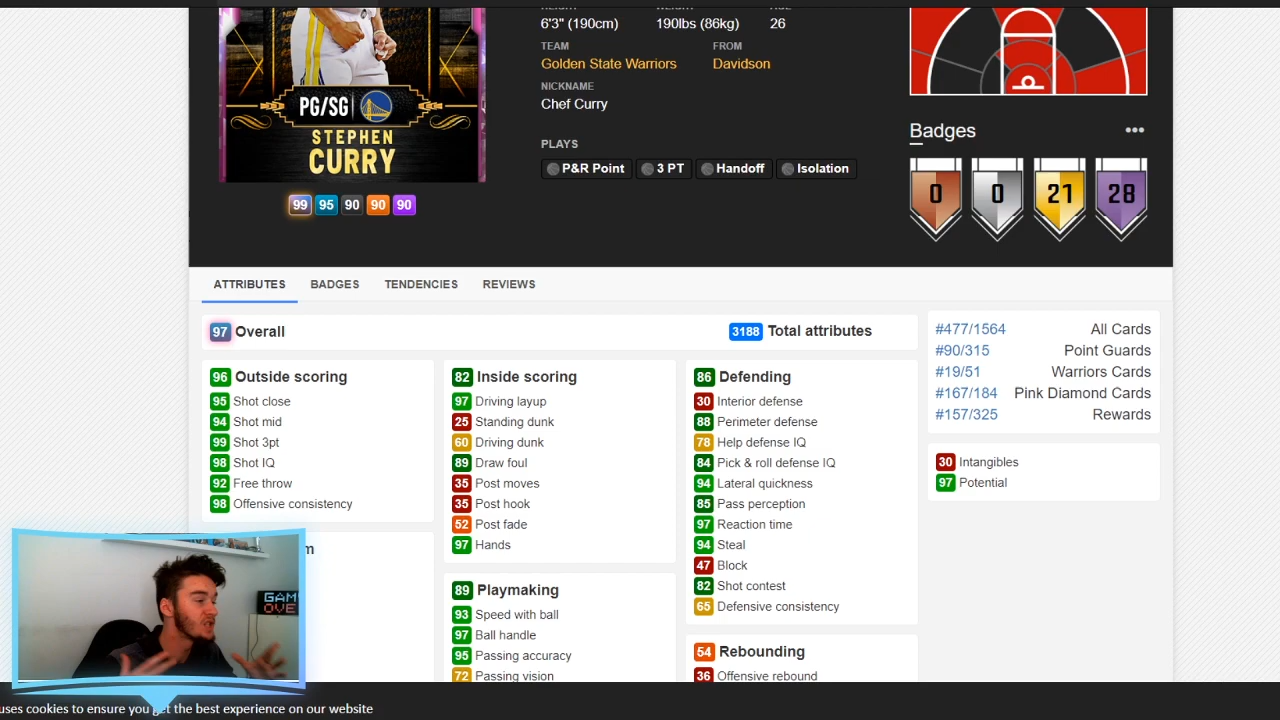 6'3" (190cm) 190lbs (86kg) 26
TEAM FROM
Golden State Warriors Davidson
NICKNAME
Chef Curry
PLAYS
P&R Point 3 PT Handoff Isolation
PG/SG
STEPHEN
CURRY
99 95 90 90 90
Badges
0 0 21 28
ATTRIBUTES BADGES TENDENCIES REVIEWS
97 Overall 3188 Total attributes
96 Outside scoring
95 Shot close
94 Shot mid
99 Shot 3pt
98 Shot IQ
92 Free throw
98 Offensive consistency
82 Inside scoring
97 Driving layup
25 Standing dunk
60 Driving dunk
89 Draw foul
35 Post moves
35 Post hook
52 Post fade
97 Hands
89 Playmaking
93 Speed with ball
97 Ball handle
95 Passing accuracy
72 Passing vision
86 Defending
30 Interior defense
88 Perimeter defense
78 Help defense IQ
84 Pick & roll defense IQ
94 Lateral quickness
85 Pass perception
97 Reaction time
94 Steal
47 Block
82 Shot contest
65 Defensive consistency
54 Rebounding
36 Offensive rebound
#477/1564 All Cards
#90/315 Point Guards
#19/51 Warriors Cards
#167/184 Pink Diamond Cards
#157/325 Rewards
30 Intangibles
97 Potential
GAM
OVE
uses cookies to ensure you get the best experience on our website